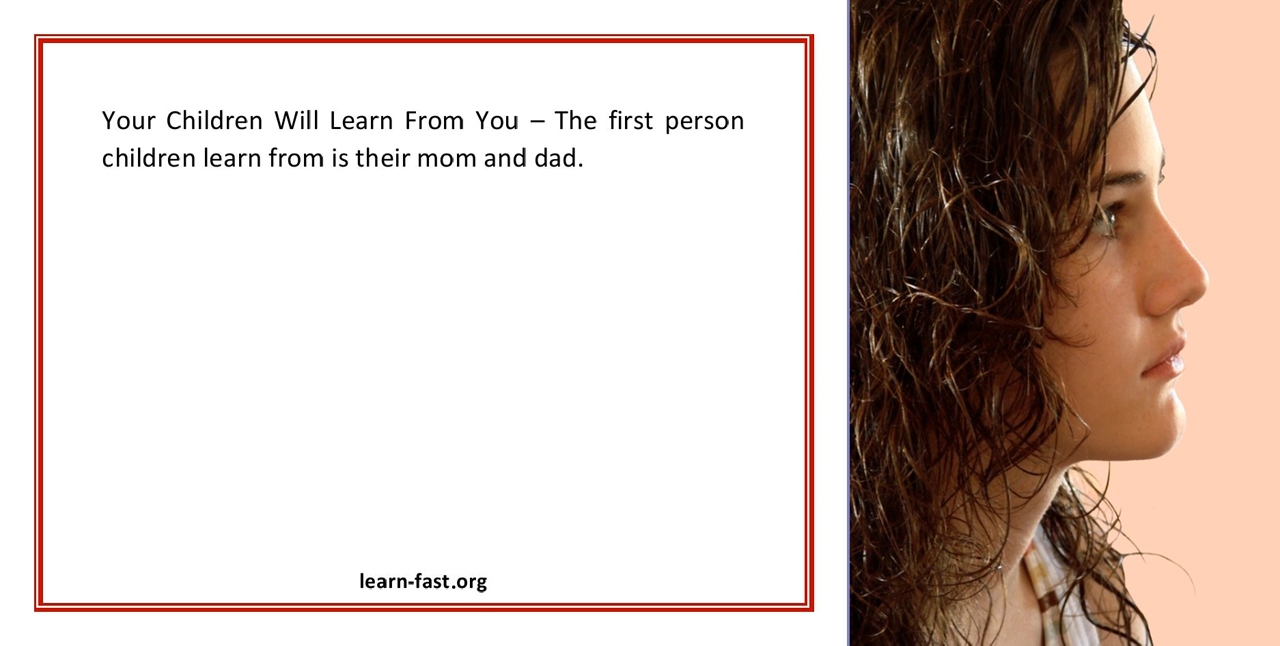 Your Children Will Learn From You – The first person
children learn from is their mom and dad.
learn-fast.org